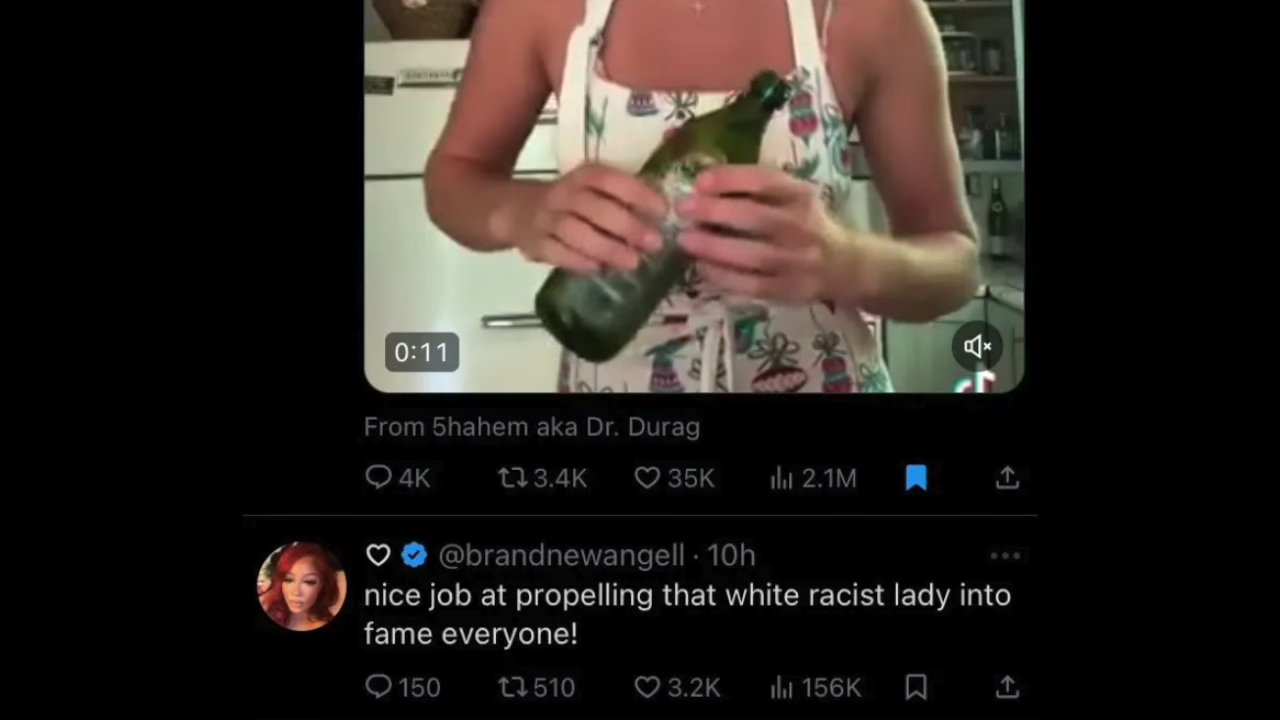 0:11
From 5hahem aka Dr. Durag
4K 3.4K 35K 2.1M
@brandnewangell · 10h
nice job at propelling that white racist lady into
fame everyone!
150 510 3.2K 156K